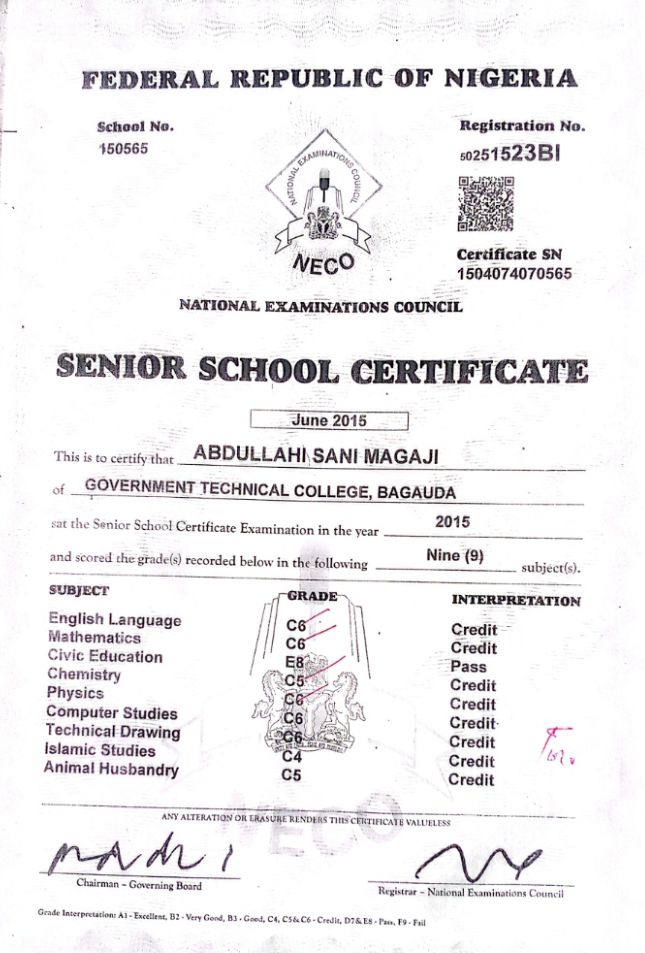 FEDERAL REPUBLIC OF NIGERIA
School No.
150565
Registration No.
50251523BI
NATIONAL EXAMINATIONS COUNCIL
NECO
Certificate SN
1504074070565
NATIONAL EXAMINATIONS COUNCIL
SENIOR SCHOOL CERTIFICATE
June 2015
This is to certify that ABDULLAHI SANI MAGAJI
of GOVERNMENT TECHNICAL COLLEGE, BAGAUDA
sat the Senior School Certificate Examination in the year 2015
and scored the grade(s) recorded below in the following Nine (9) subject(s).
SUBJECT GRADE INTERPRETATION
English Language C6 Credit
Mathematics C6 Credit
Civic Education E8 Pass
Chemistry C5 Credit
Physics C6 Credit
Computer Studies C6 Credit
Technical Drawing C6 Credit
Islamic Studies C4 Credit
Animal Husbandry C5 Credit
NECO
ANY ALTERATION OR ERASURE RENDERS THIS CERTIFICATE VALUELESS
Chairman - Governing Board
Registrar - National Examinations Council
Grade Interpretation: A1 - Excellent, B2 - Very Good, B3 - Good, C4, C5& C6 - Credit, D7& E8 - Pass, F9 - Fail